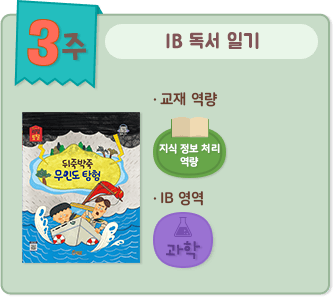 3주
IB 독서 일기
· 교재 역량
지식 정보 처리
역량
뒤죽박죽
무인도 탐험
· IB 영역
과학